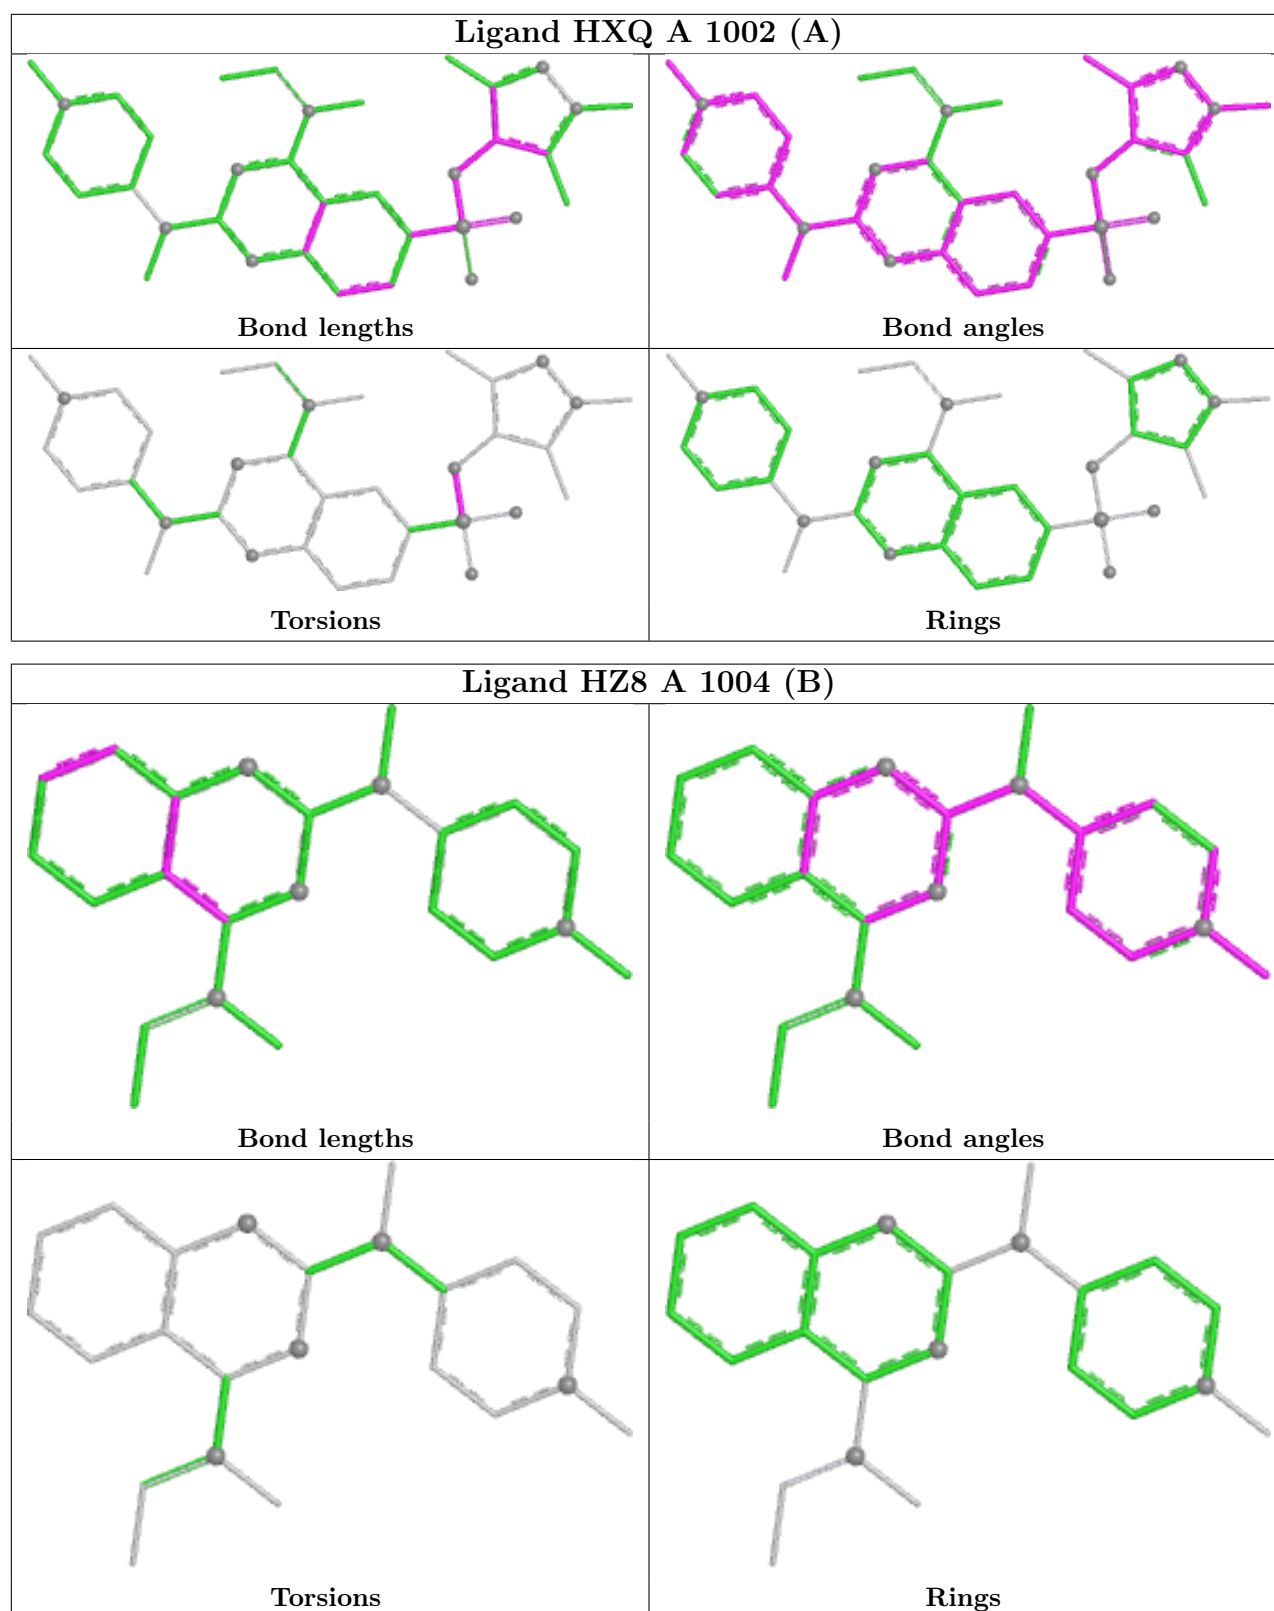 Ligand HXQ A 1002 (A)
Bond lengths
Bond angles
Torsions
Rings
Ligand HZ8 A 1004 (B)
Bond lengths
Bond angles
Torsions
Rings